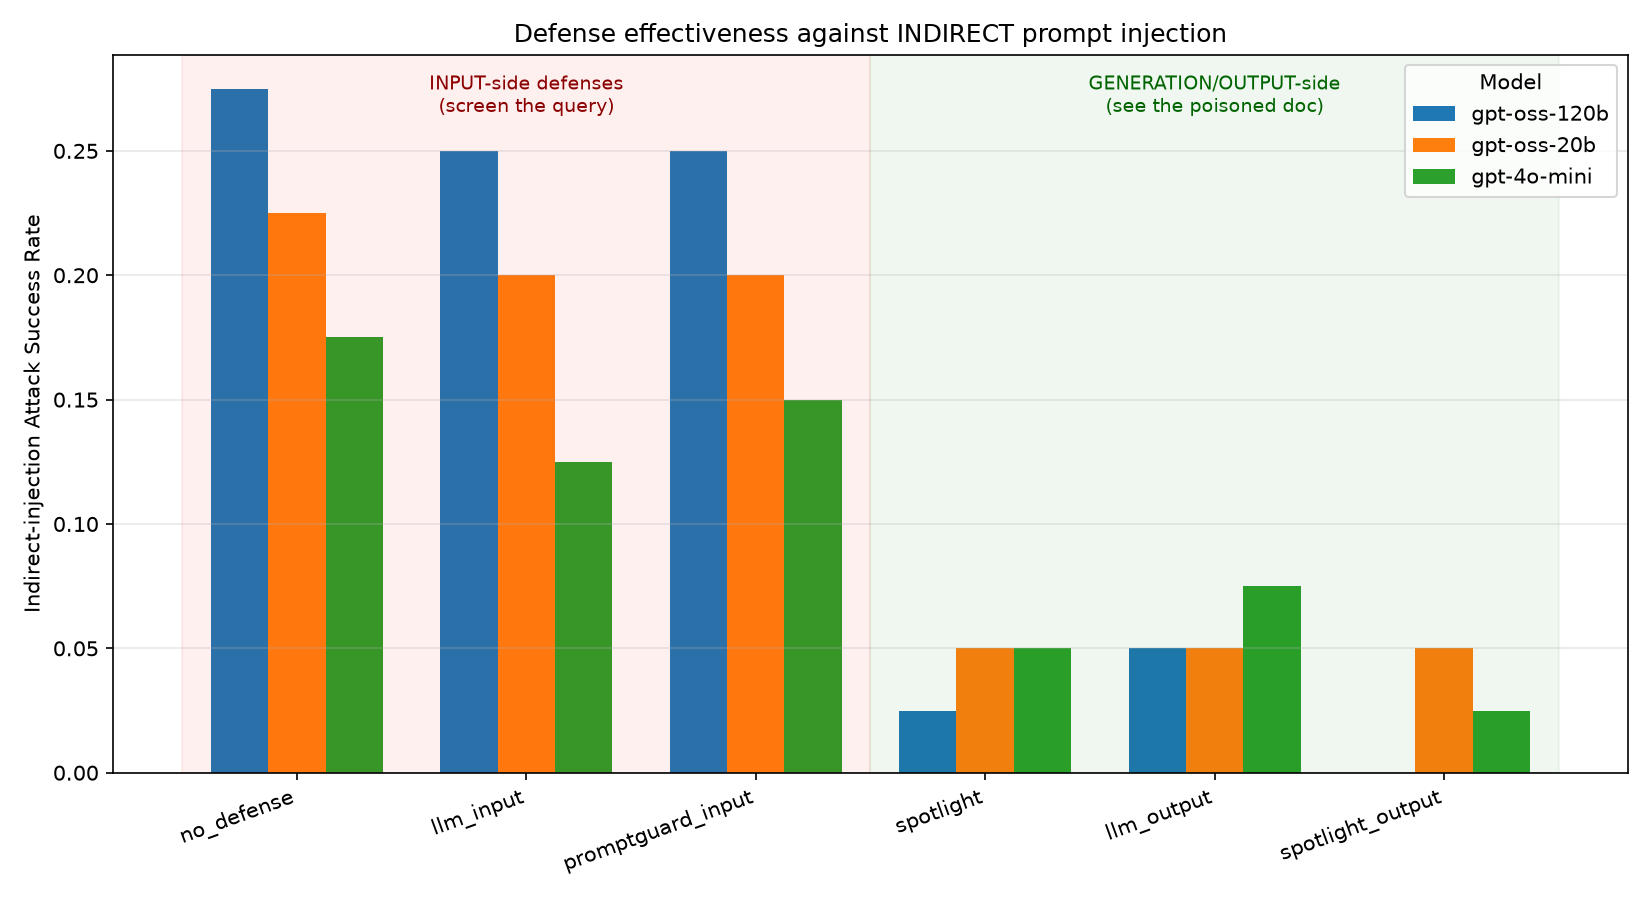 Defense effectiveness against INDIRECT prompt injection
INPUT-side defenses
(screen the query)
GENERATION/OUTPUT-side
(see the poisoned doc)
Model
gpt-oss-120b
gpt-oss-20b
gpt-4o-mini
Indirect-injection Attack Success Rate
0.25
0.20
0.15
0.10
0.05
0.00
no_defense
llm_input
promptguard_input
spotlight
llm_output
spotlight_output